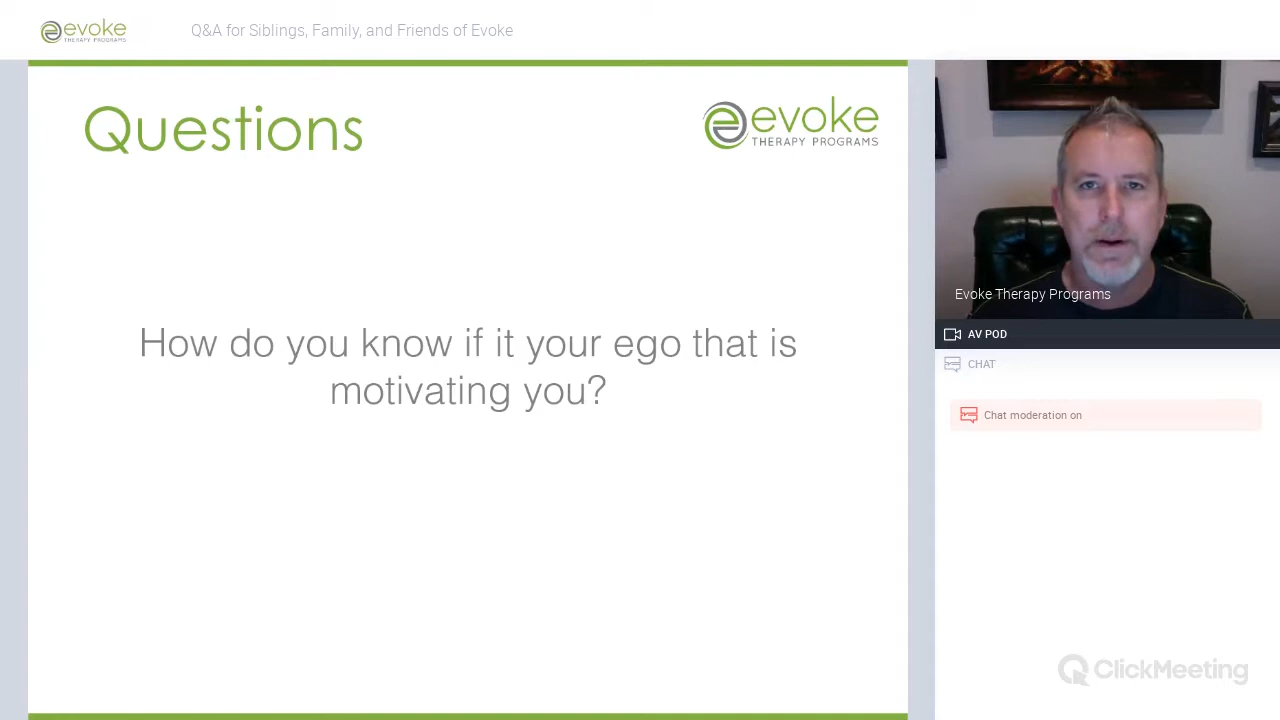 evoke
THERAPY PROGRAMS
Q&A for Siblings, Family, and Friends of Evoke
Questions
evoke
THERAPY PROGRAMS
How do you know if it your ego that is
motivating you?
Evoke Therapy Programs
AV POD
CHAT
Chat moderation on
ClickMeeting